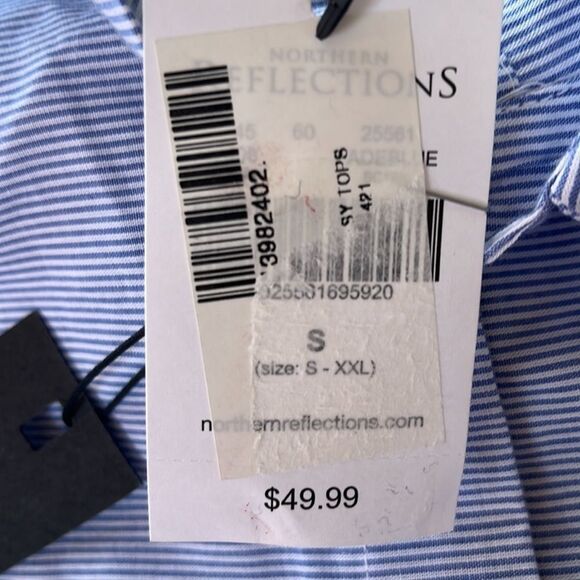 NORTHERN
REFLECTIONS
60 25561
025561695920
S
(size: S - XXL)
northernreflections.com
$49.99
3982402
SY TOPS
421